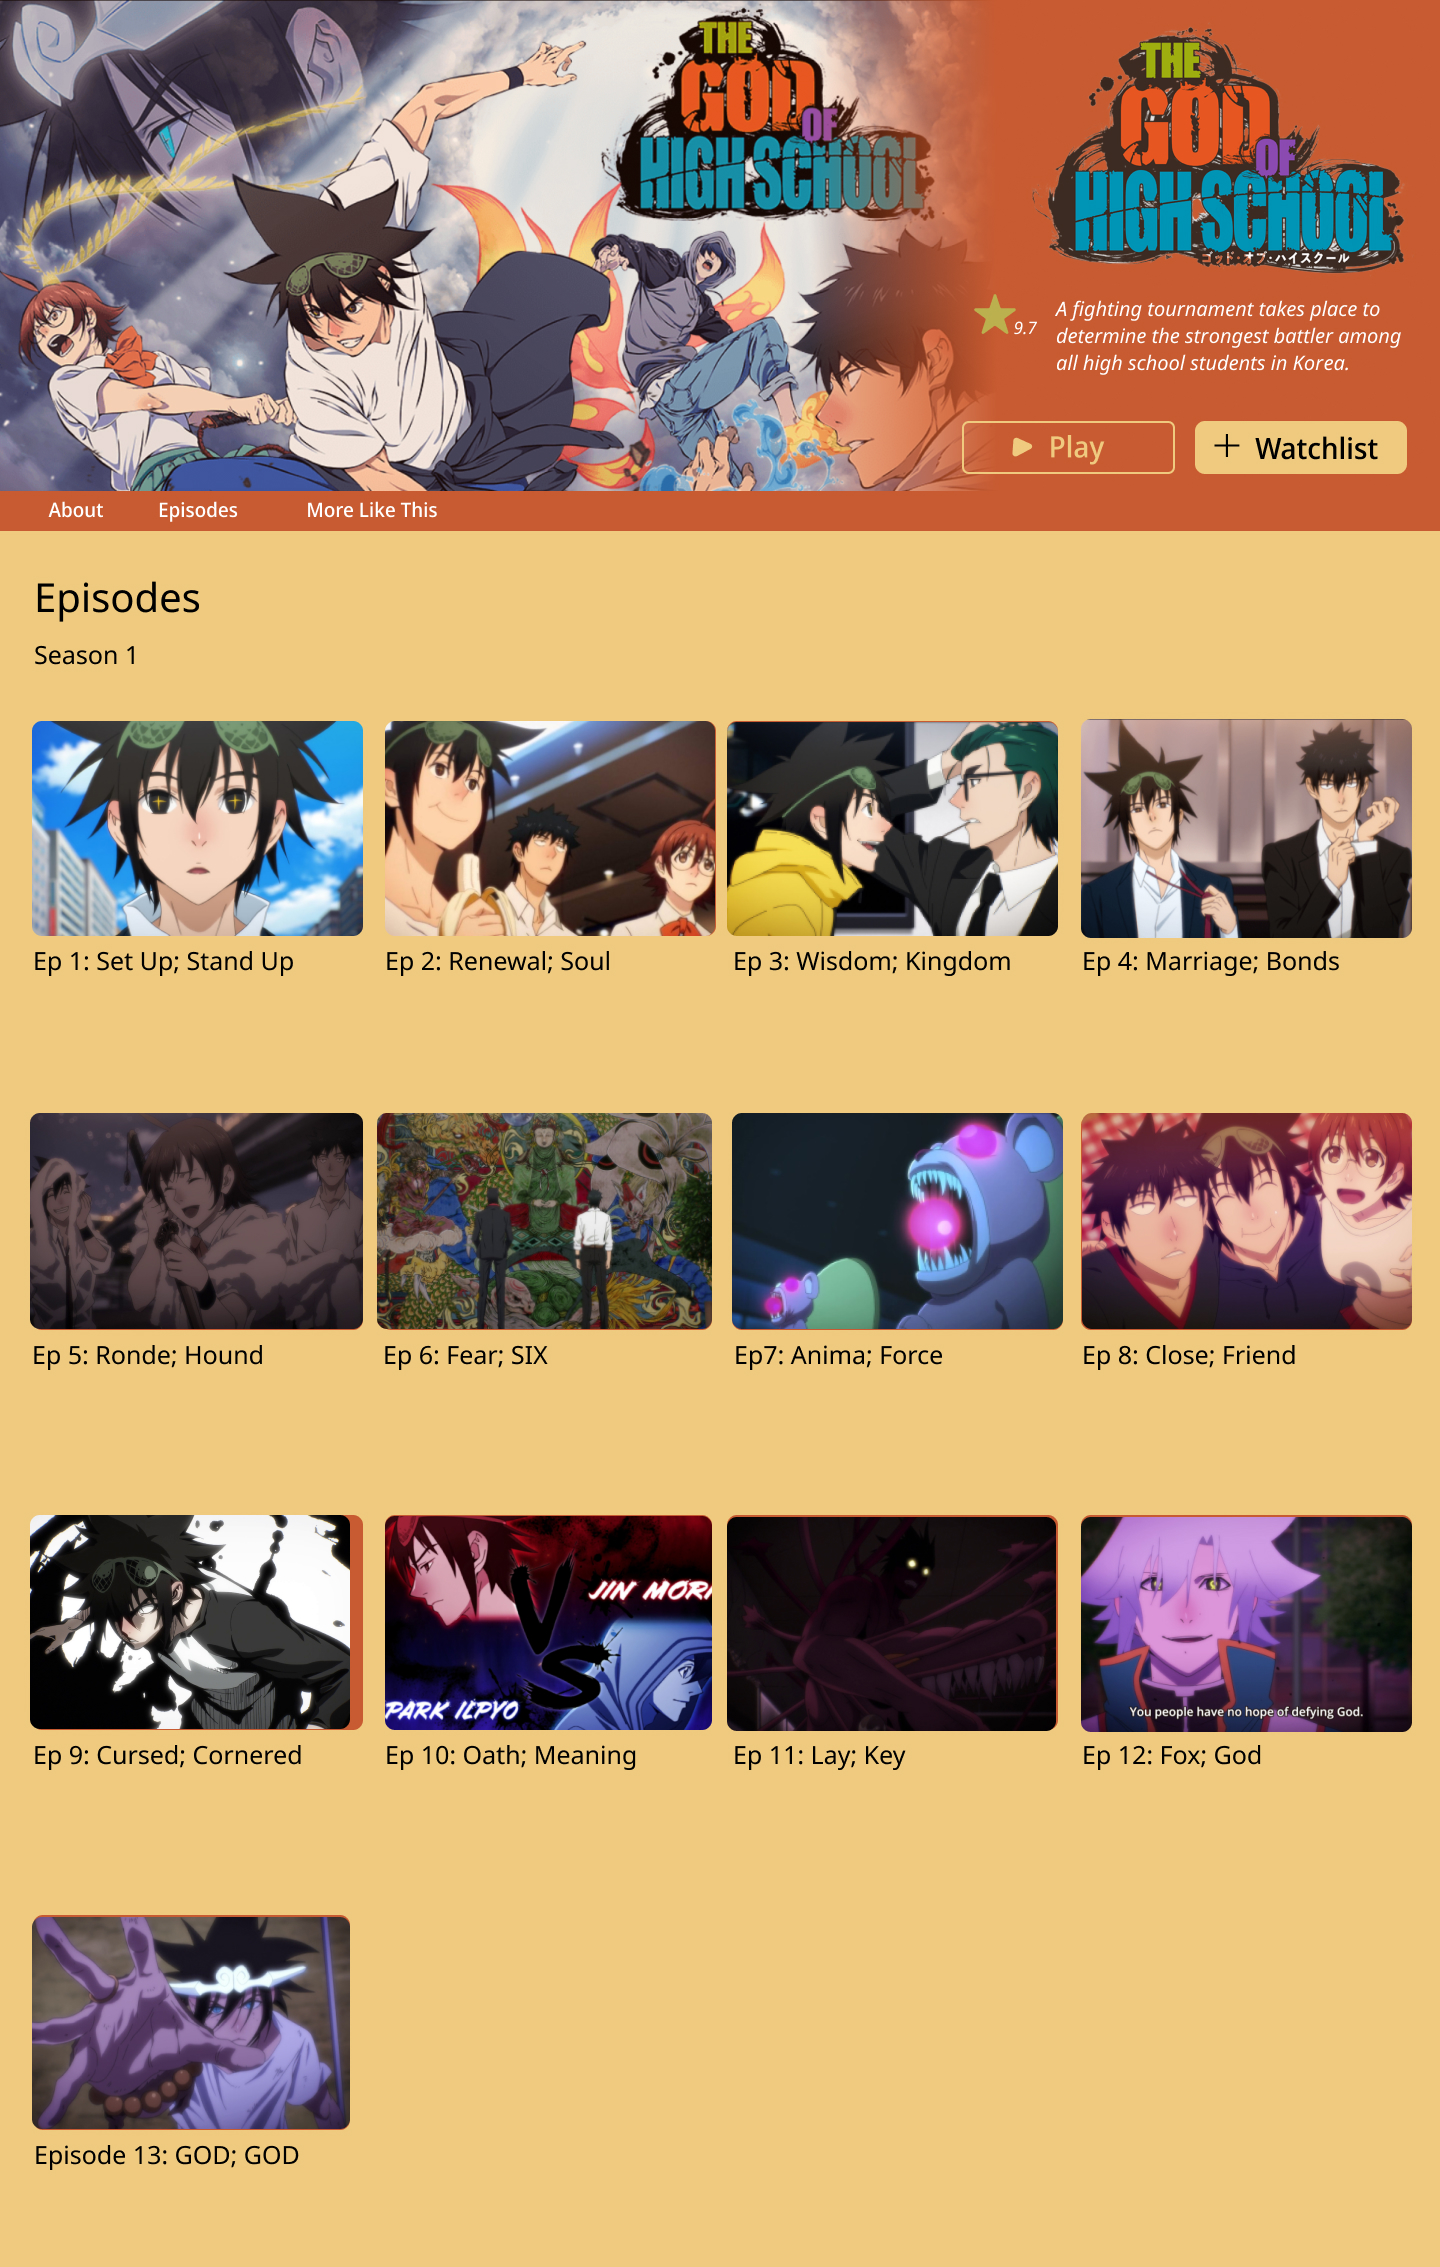 THE
GOD
OF
HIGH SCHOOL
THE
GOD
OF
HIGH SCHOOL
ゴッド・オブ・ハイスクール
9.7
A fighting tournament takes place to
determine the strongest battler among
all high school students in Korea.
Play
Watchlist
About Episodes More Like This
Episodes
Season 1
Ep 1: Set Up; Stand Up
Ep 2: Renewal; Soul
Ep 3: Wisdom; Kingdom
Ep 4: Marriage; Bonds
Ep 5: Ronde; Hound
Ep 6: Fear; SIX
Ep7: Anima; Force
Ep 8: Close; Friend
JIN MORI
VS
PARK ILPYO
You people have no hope of defying God.
Ep 9: Cursed; Cornered
Ep 10: Oath; Meaning
Ep 11: Lay; Key
Ep 12: Fox; God
Episode 13: GOD; GOD